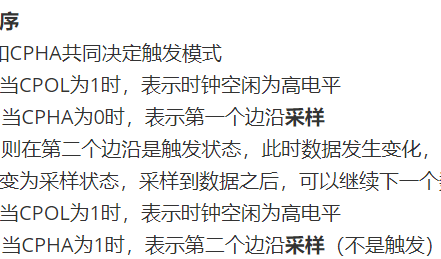 序
和CPHA共同决定触发模式
当CPOL为1时，表示时钟空闲为高电平
当CPHA为0时，表示第一个边沿采样
则在第二个边沿是触发状态，此时数据发生变化，
变为采样状态，采样到数据之后，可以继续下一个
当CPOL为1时，表示时钟空闲为高电平
当CPHA为1时，表示第二个边沿采样（不是触发）